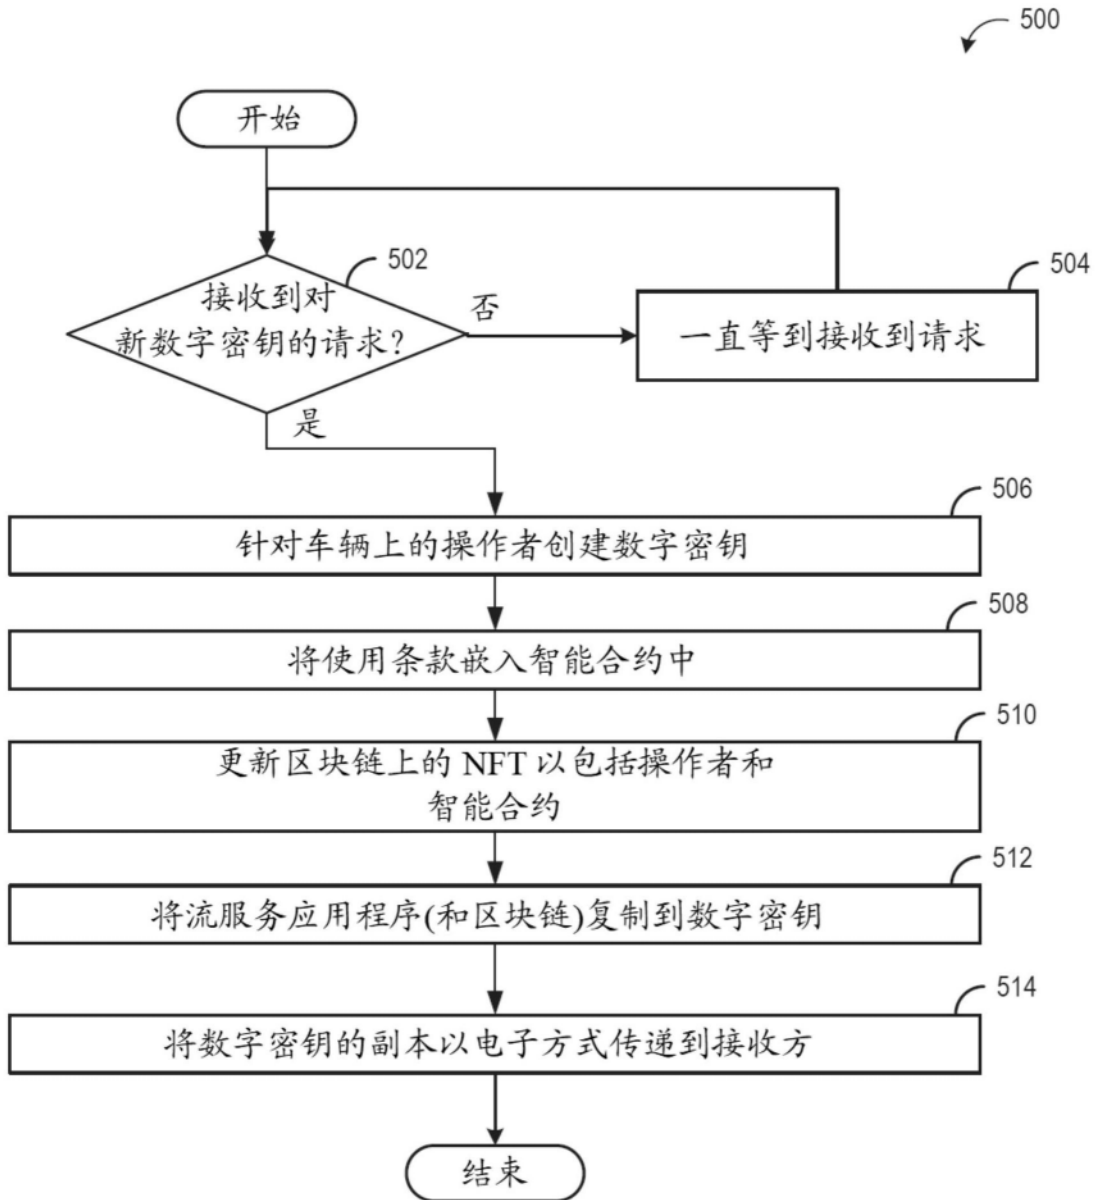 500
开始
502
接收到对
新数字密钥的请求?
否
504
一直等到接收到请求
是
506
针对车辆上的操作者创建数字密钥
508
将使用条款嵌入智能合约中
510
更新区块链上的 NFT 以包括操作者和
智能合约
512
将流服务应用程序(和区块链)复制到数字密钥
514
将数字密钥的副本以电子方式传递到接收方
结束